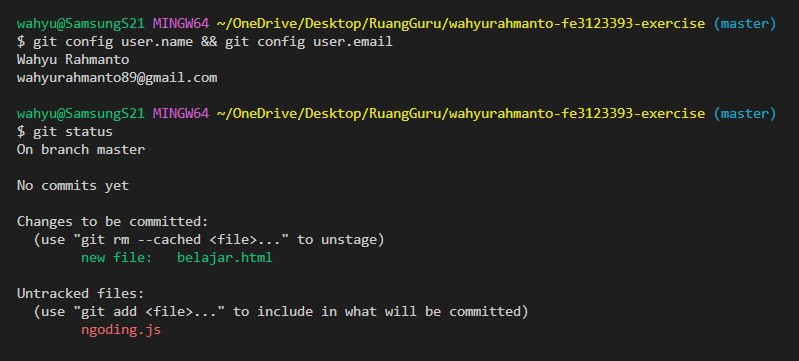 wahyu@SamsungS21 MINGW64 ~/OneDrive/Desktop/RuangGuru/wahyurahmanto-fe3123393-exercise (master)
$ git config user.name && git config user.email
Wahyu Rahmanto
wahyurahmanto89@gmail.com

wahyu@SamsungS21 MINGW64 ~/OneDrive/Desktop/RuangGuru/wahyurahmanto-fe3123393-exercise (master)
$ git status
On branch master

No commits yet

Changes to be committed:
  (use "git rm --cached <file>..." to unstage)
        new file:   belajar.html

Untracked files:
  (use "git add <file>..." to include in what will be committed)
        ngoding.js